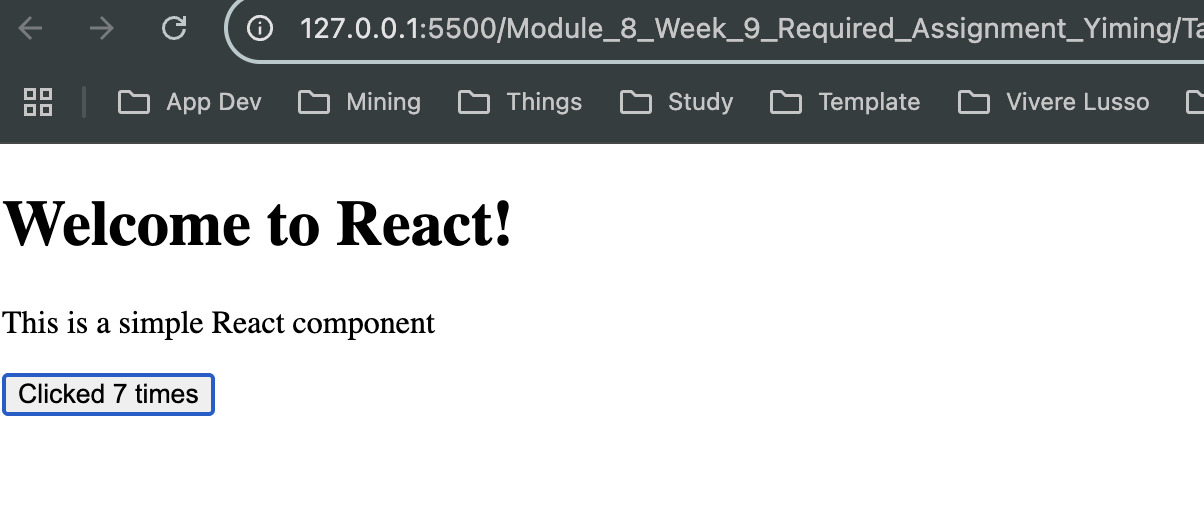 127.0.0.1:5500/Module_8_Week_9_Required_Assignment_Yiming/Ta
App Dev Mining Things Study Template Vivere Lusso
Welcome to React!
This is a simple React component
Clicked 7 times